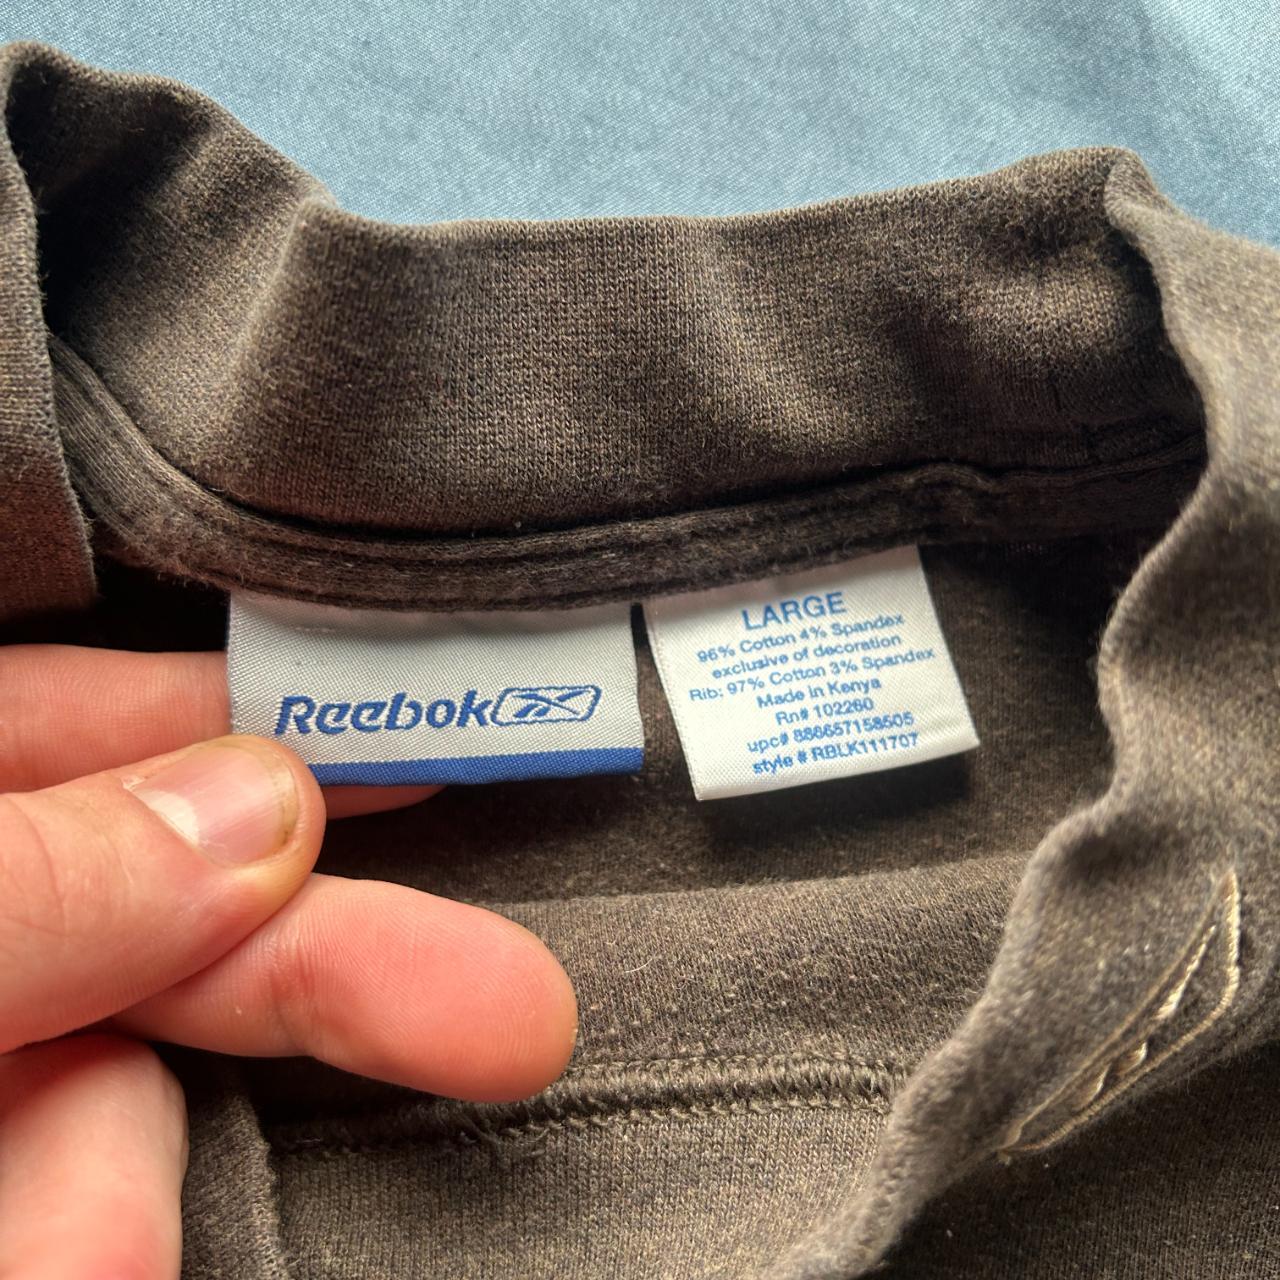 Reebok
LARGE
96% Cotton 4% Spandex
exclusive of decoration
Rib: 97% Cotton 3% Spandex
Made in Kenya
Rn# 102260
upc# 886657158505
style # RBLK111707